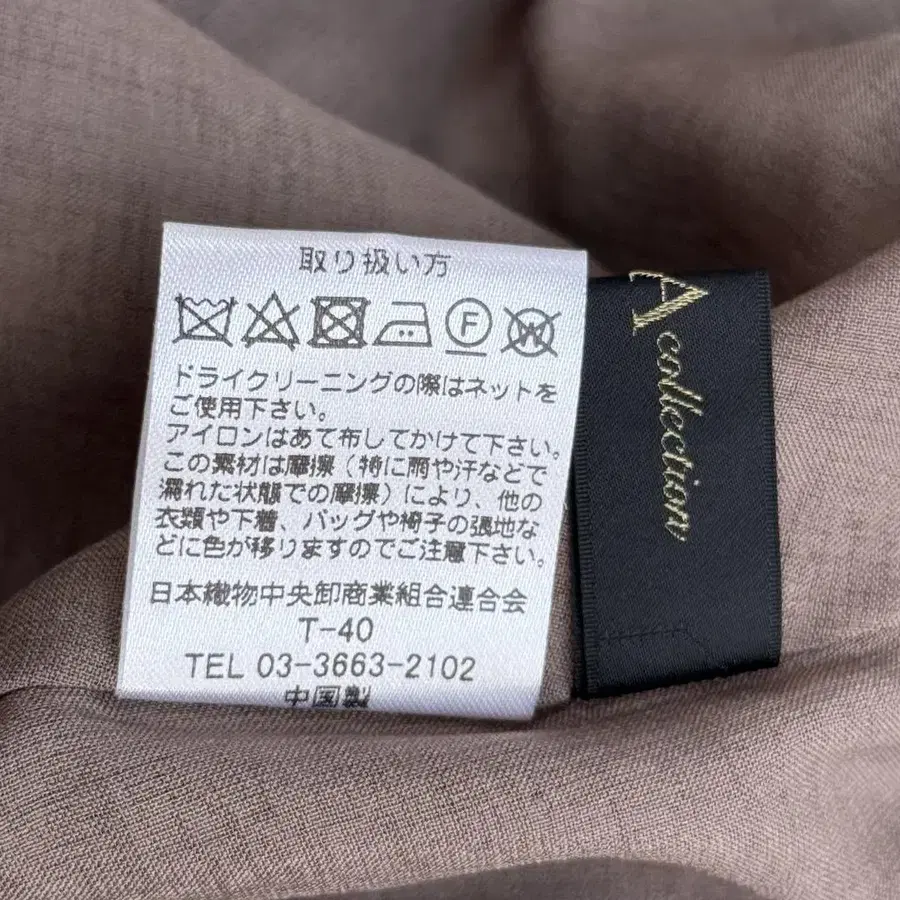 取り扱い方
F W
ドライクリーニングの際はネットを
ご使用下さい。
アイロンはあて布してかけて下さい。
この素材は摩擦（特に雨や汗などで
濡れた状態での摩擦）により、他の
衣類や下着、バッグや椅子の張地な
どに色が移りますのでご注意下さい。
日本織物中央卸商業組合連合会
T-40
TEL 03-3663-2102
中国製
A collection